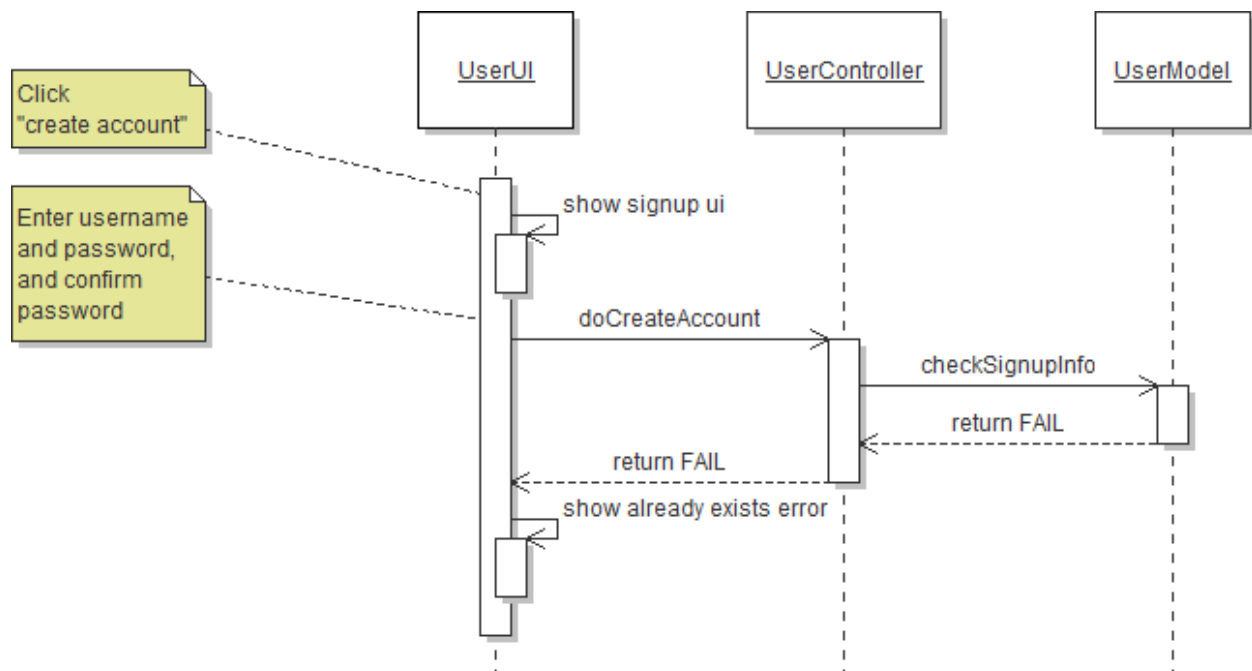 UserUI
UserController
UserModel
Click
"create account"
show signup ui
Enter username
and password,
and confirm
password
doCreateAccount
checkSignupInfo
return FAIL
return FAIL
show already exists error